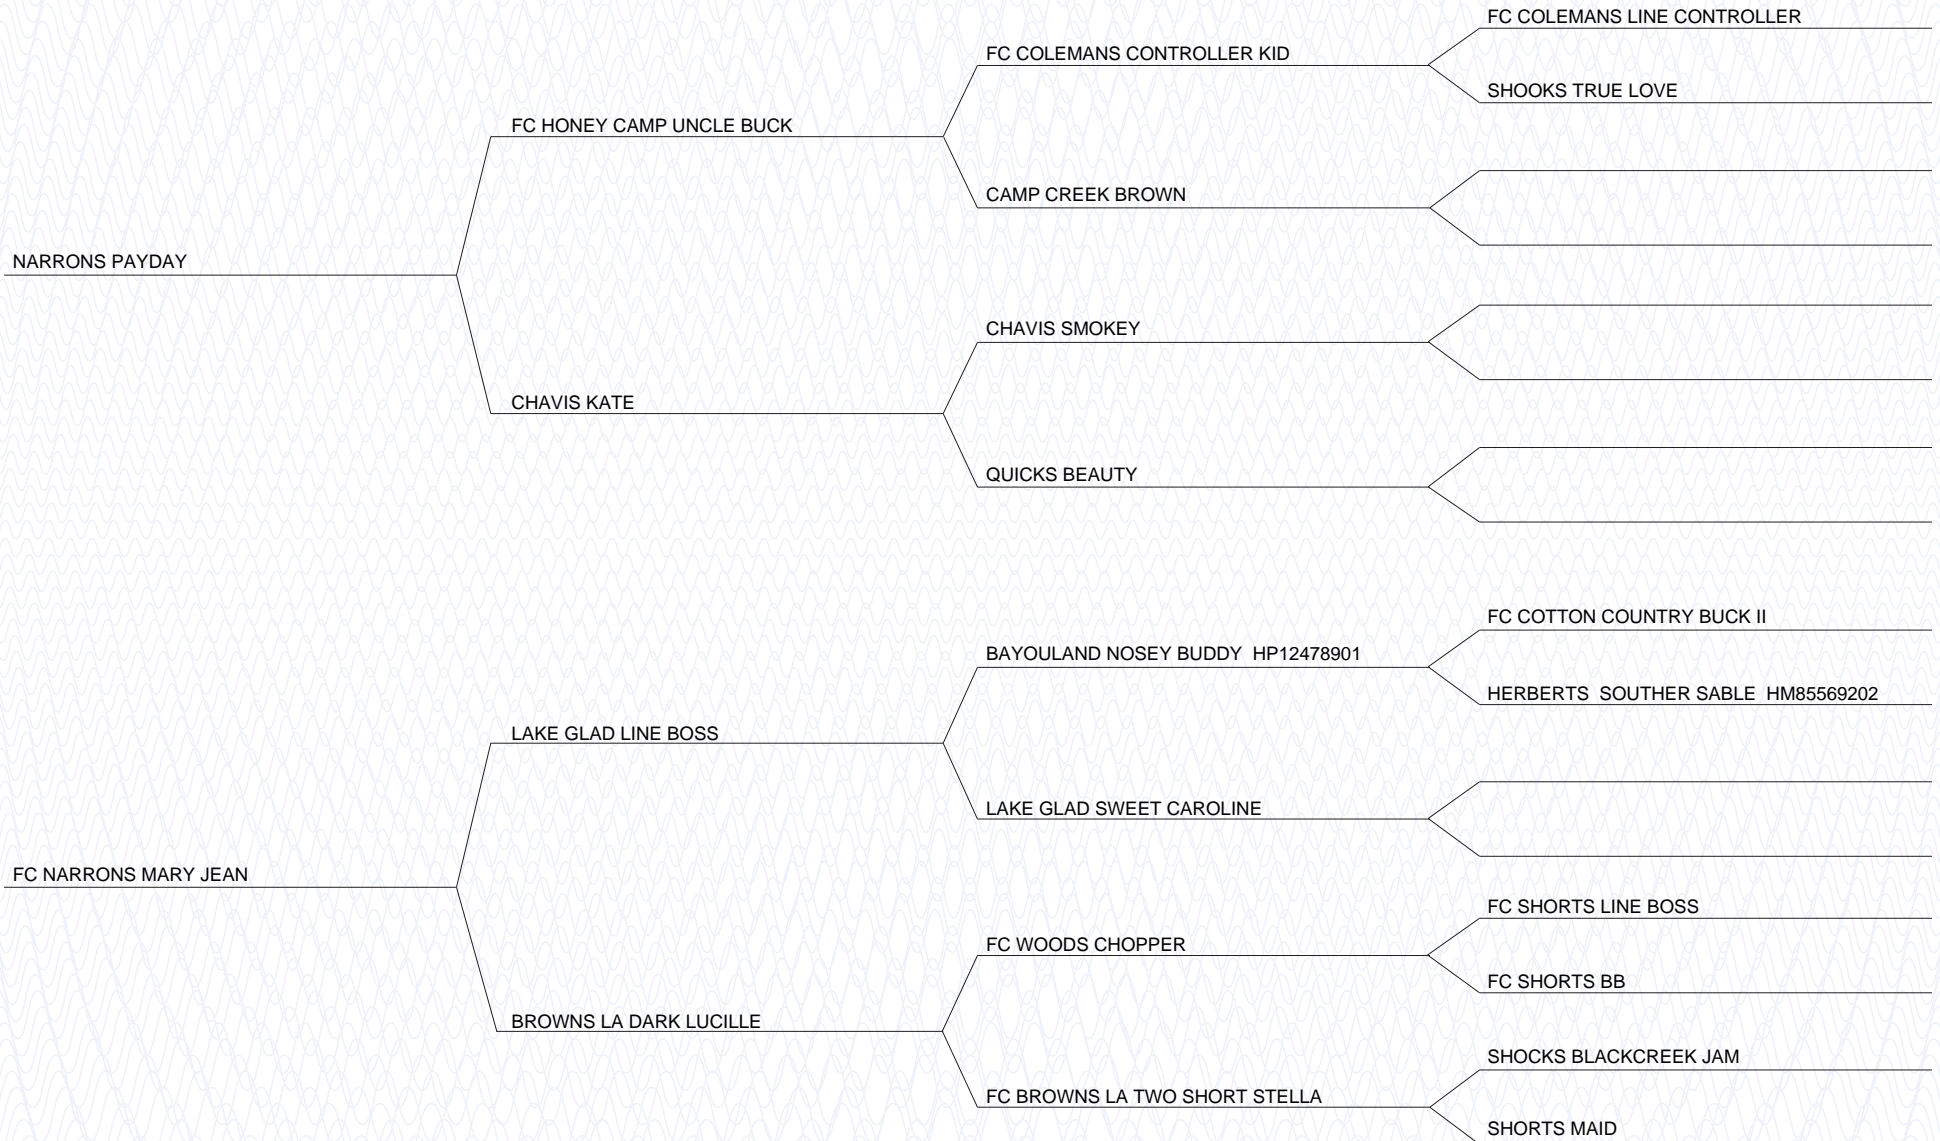 FC COLEMANS LINE CONTROLLER
FC COLEMANS CONTROLLER KID
SHOOKS TRUE LOVE
FC HONEY CAMP UNCLE BUCK
CAMP CREEK BROWN
NARRONS PAYDAY
CHAVIS SMOKEY
CHAVIS KATE
QUICKS BEAUTY
FC COTTON COUNTRY BUCK II
BAYOULAND NOSEY BUDDY  HP12478901
HERBERTS  SOUTHER SABLE  HM85569202
LAKE GLAD LINE BOSS
LAKE GLAD SWEET CAROLINE
FC NARRONS MARY JEAN
FC SHORTS LINE BOSS
FC WOODS CHOPPER
FC SHORTS BB
BROWNS LA DARK LUCILLE
SHOCKS BLACKCREEK JAM
FC BROWNS LA TWO SHORT STELLA
SHORTS MAID